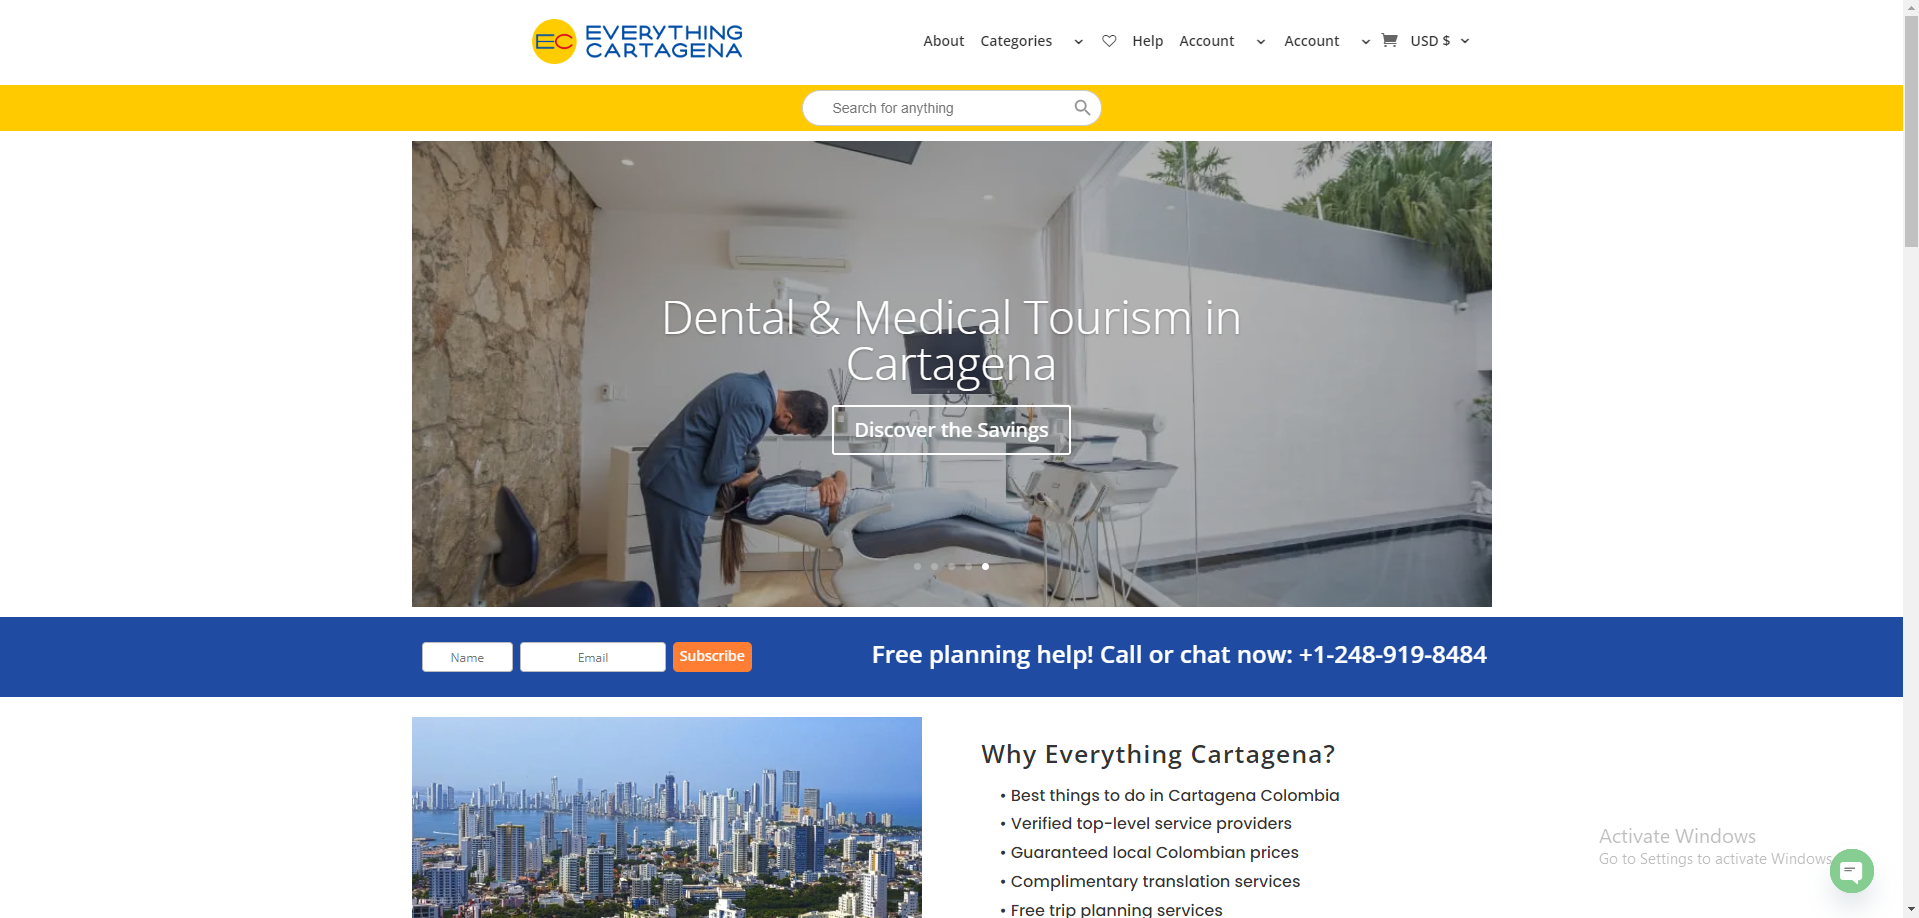 EC EVERYTHING
CARTAGENA
About Categories Help Account Account USD $
Search for anything
Dental & Medical Tourism in
Cartagena
Discover the Savings
Name Email Subscribe Free planning help! Call or chat now: +1-248-919-8484
Why Everything Cartagena?
• Best things to do in Cartagena Colombia
• Verified top-level service providers
• Guaranteed local Colombian prices
• Complimentary translation services
• Free trip planning services
Activate Windows
Go to Settings to activate Windows.